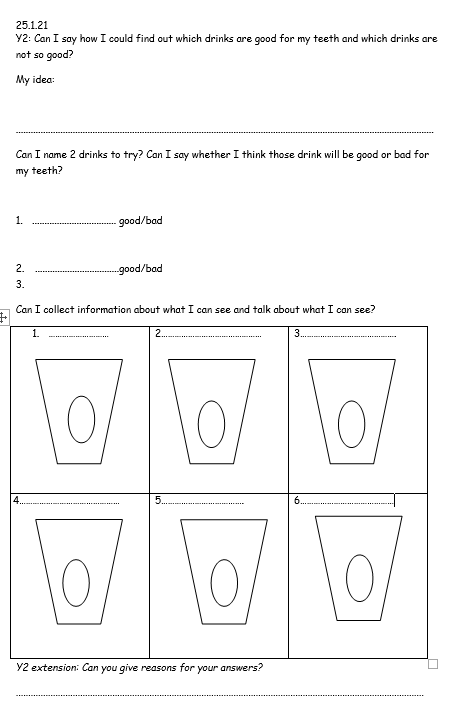 25.1.21
Y2: Can I say how I could find out which drinks are good for my teeth and which drinks are
not so good?
My idea:
................................................................................
Can I name 2 drinks to try? Can I say whether I think those drink will be good or bad for
my teeth?
1. .................................. good/bad
2. ..................................good/bad
3.
Can I collect information about what I can see and talk about what I can see?
1. ........................ 2........................................ 3.......................................
4........................................ 5.................................. 6......................................
Y2 extension: Can you give reasons for your answers?
................................................................................